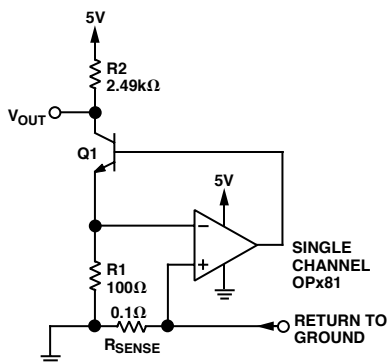 5V
R2
2.49kΩ
VOUT
Q1
5V
SINGLE
CHANNEL
OPx81
R1
100Ω
0.1Ω
RSENSE
RETURN TO
GROUND
−
+